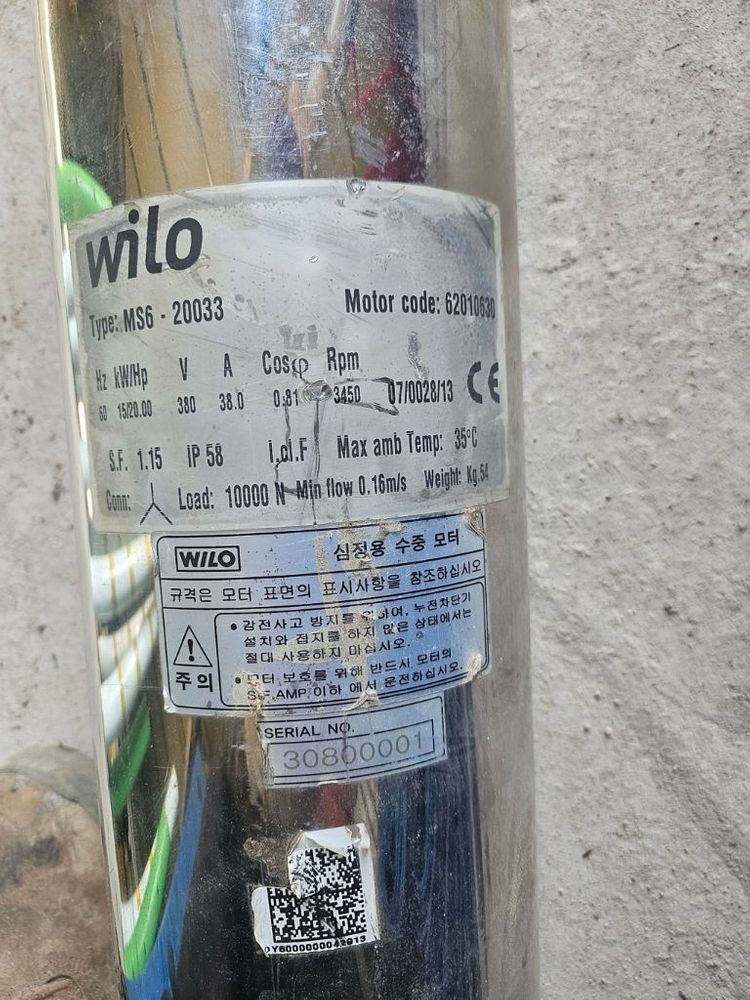 wilo
Type: MS6 - 20033 Motor code: 62010630
Hz kW/Hp V A Cosφ Rpm
60 15/20.00 380 38.0 0.81 3450 07/0028/13 CE
S.F. 1.15 IP 58 I.cl.F Max amb Temp: 35°C
Conn: Load: 10000 N Min flow 0.16m/s Weight: Kg.54
WILO 심정용 수중 모터
규격은 모터 표면의 표시사항을 참조하십시오
주 의
• 감전사고 방지를 위하여, 누전차단기
설치와 접지를 하지 않은 상태에서는
절대 사용하지 마십시오.
• 모터 보호를 위해 반드시 모터의
S.F.AMP 이하 에서 운전하십시오.
SERIAL NO.
30800001
0Y6000000042913